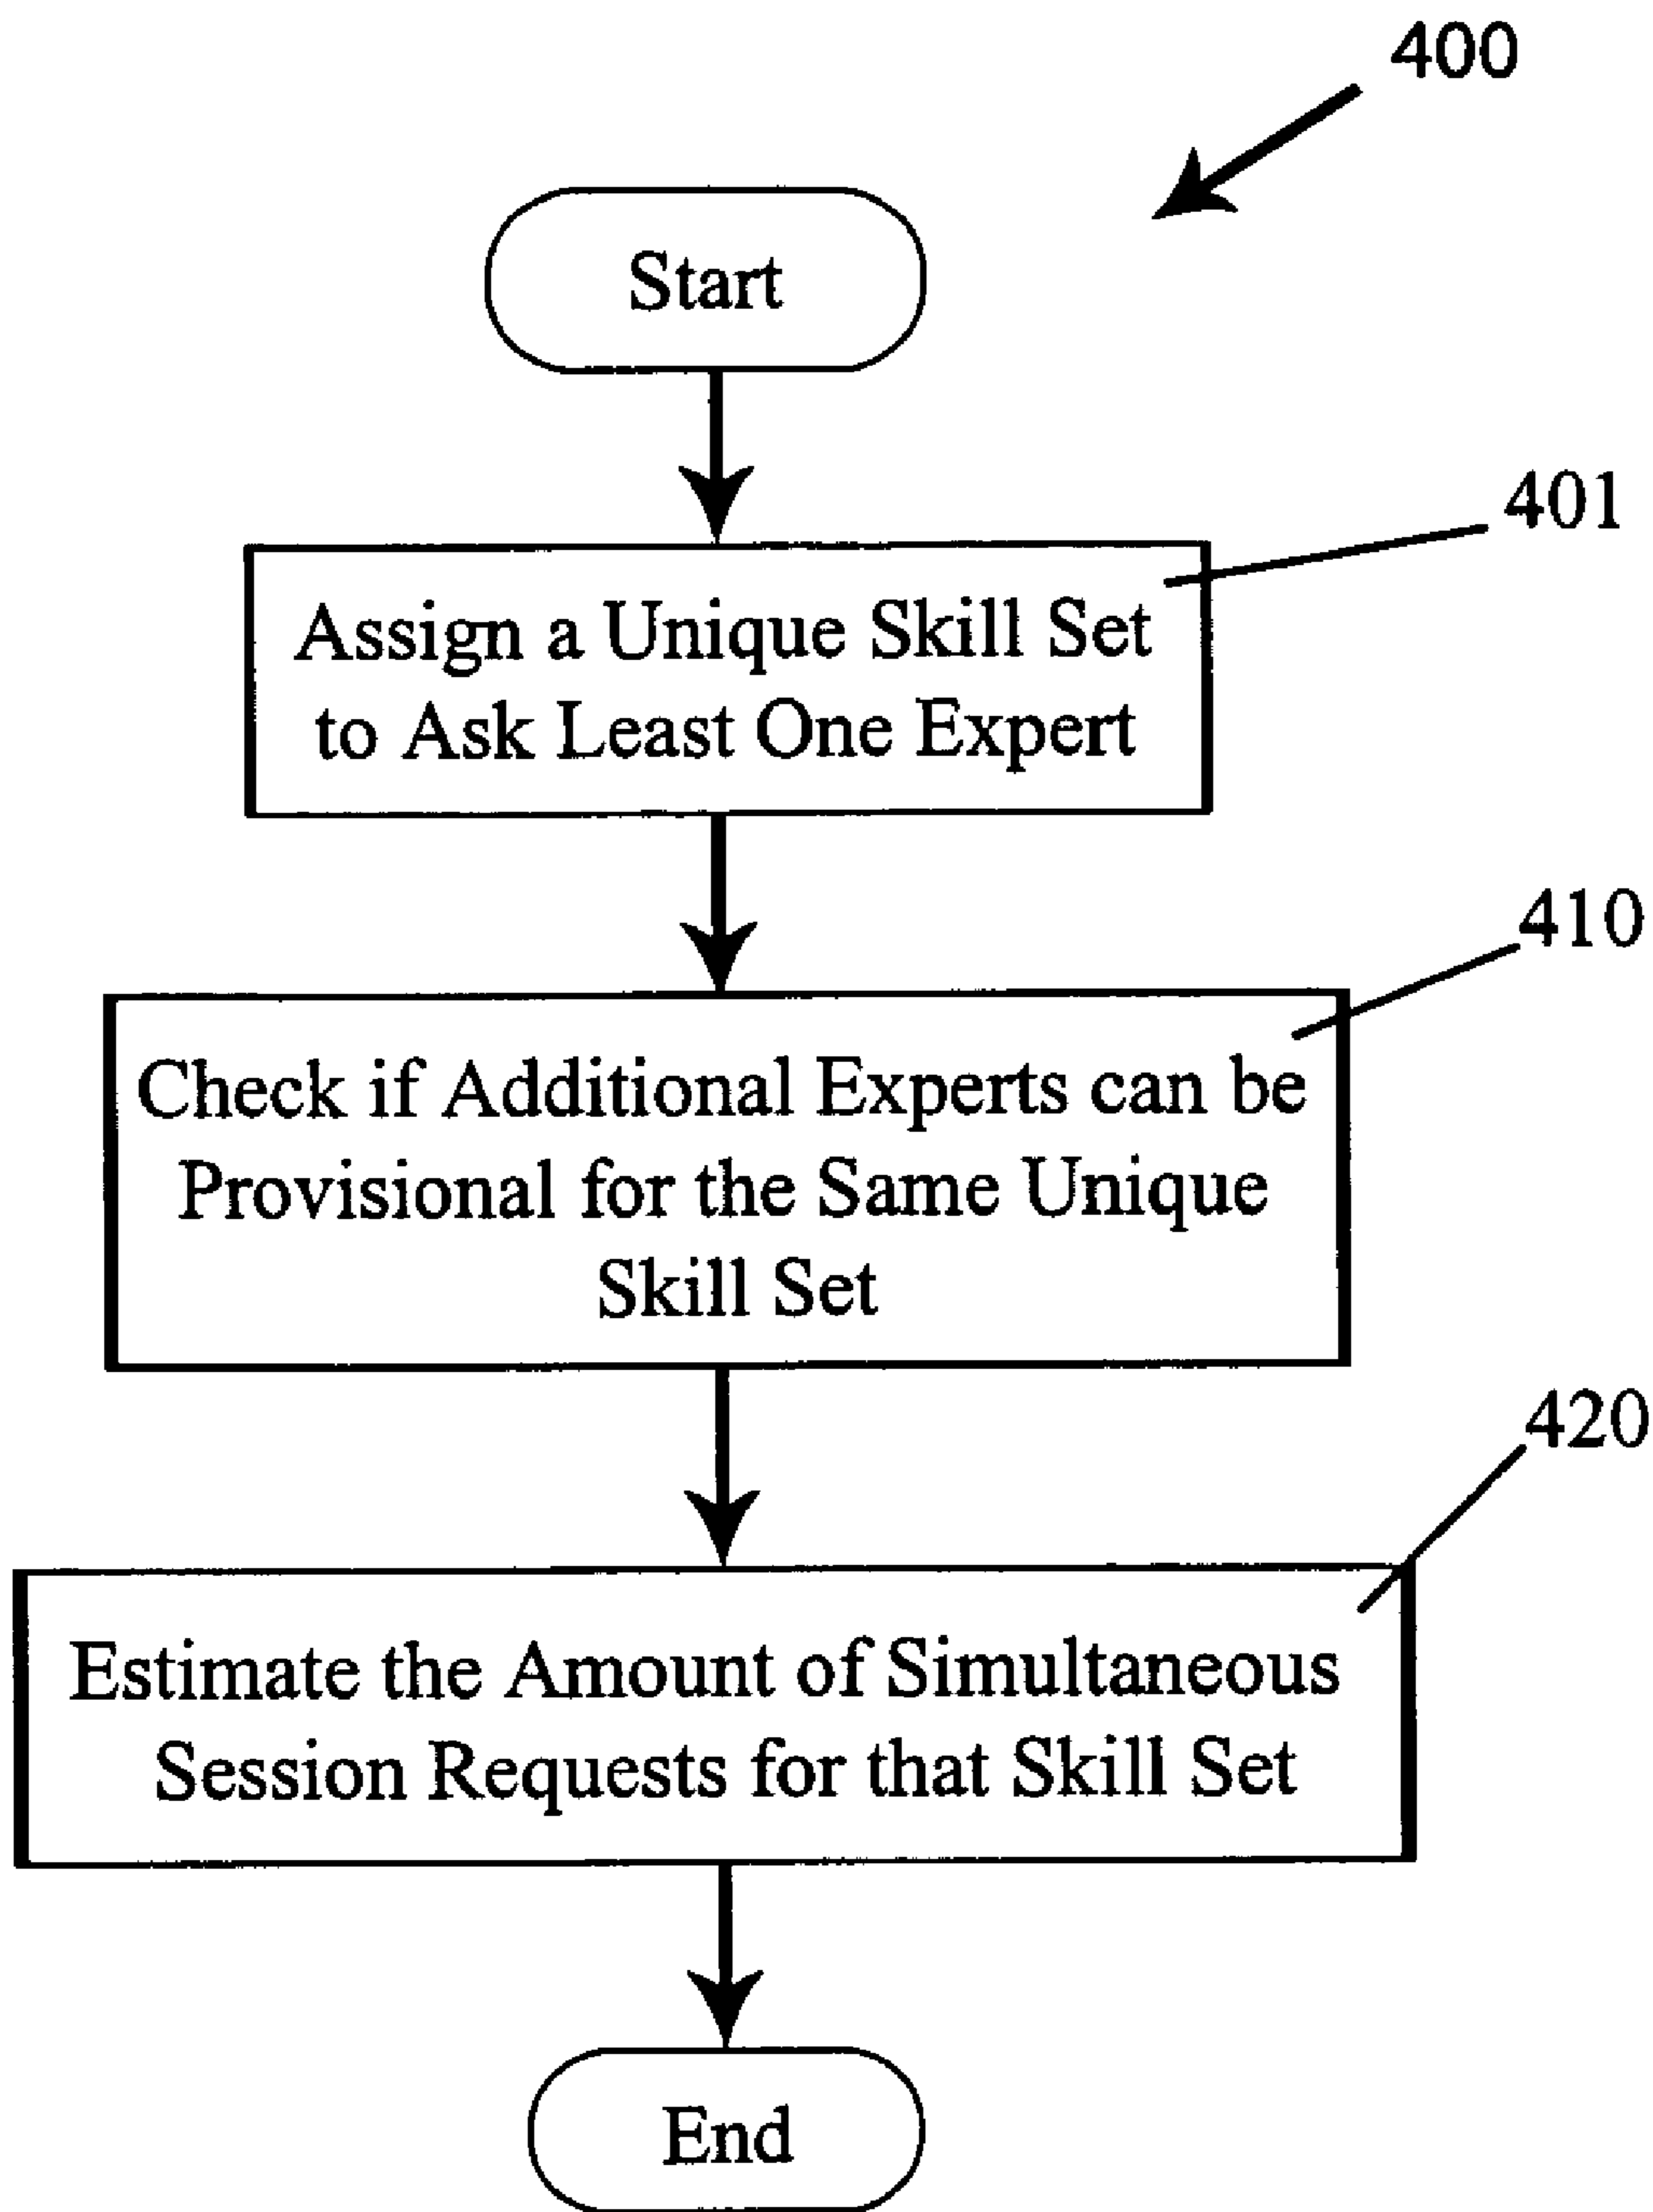 400
Start
401
Assign a Unique Skill Set
to Ask Least One Expert
410
Check if Additional Experts can be
Provisional for the Same Unique
Skill Set
420
Estimate the Amount of Simultaneous
Session Requests for that Skill Set
End